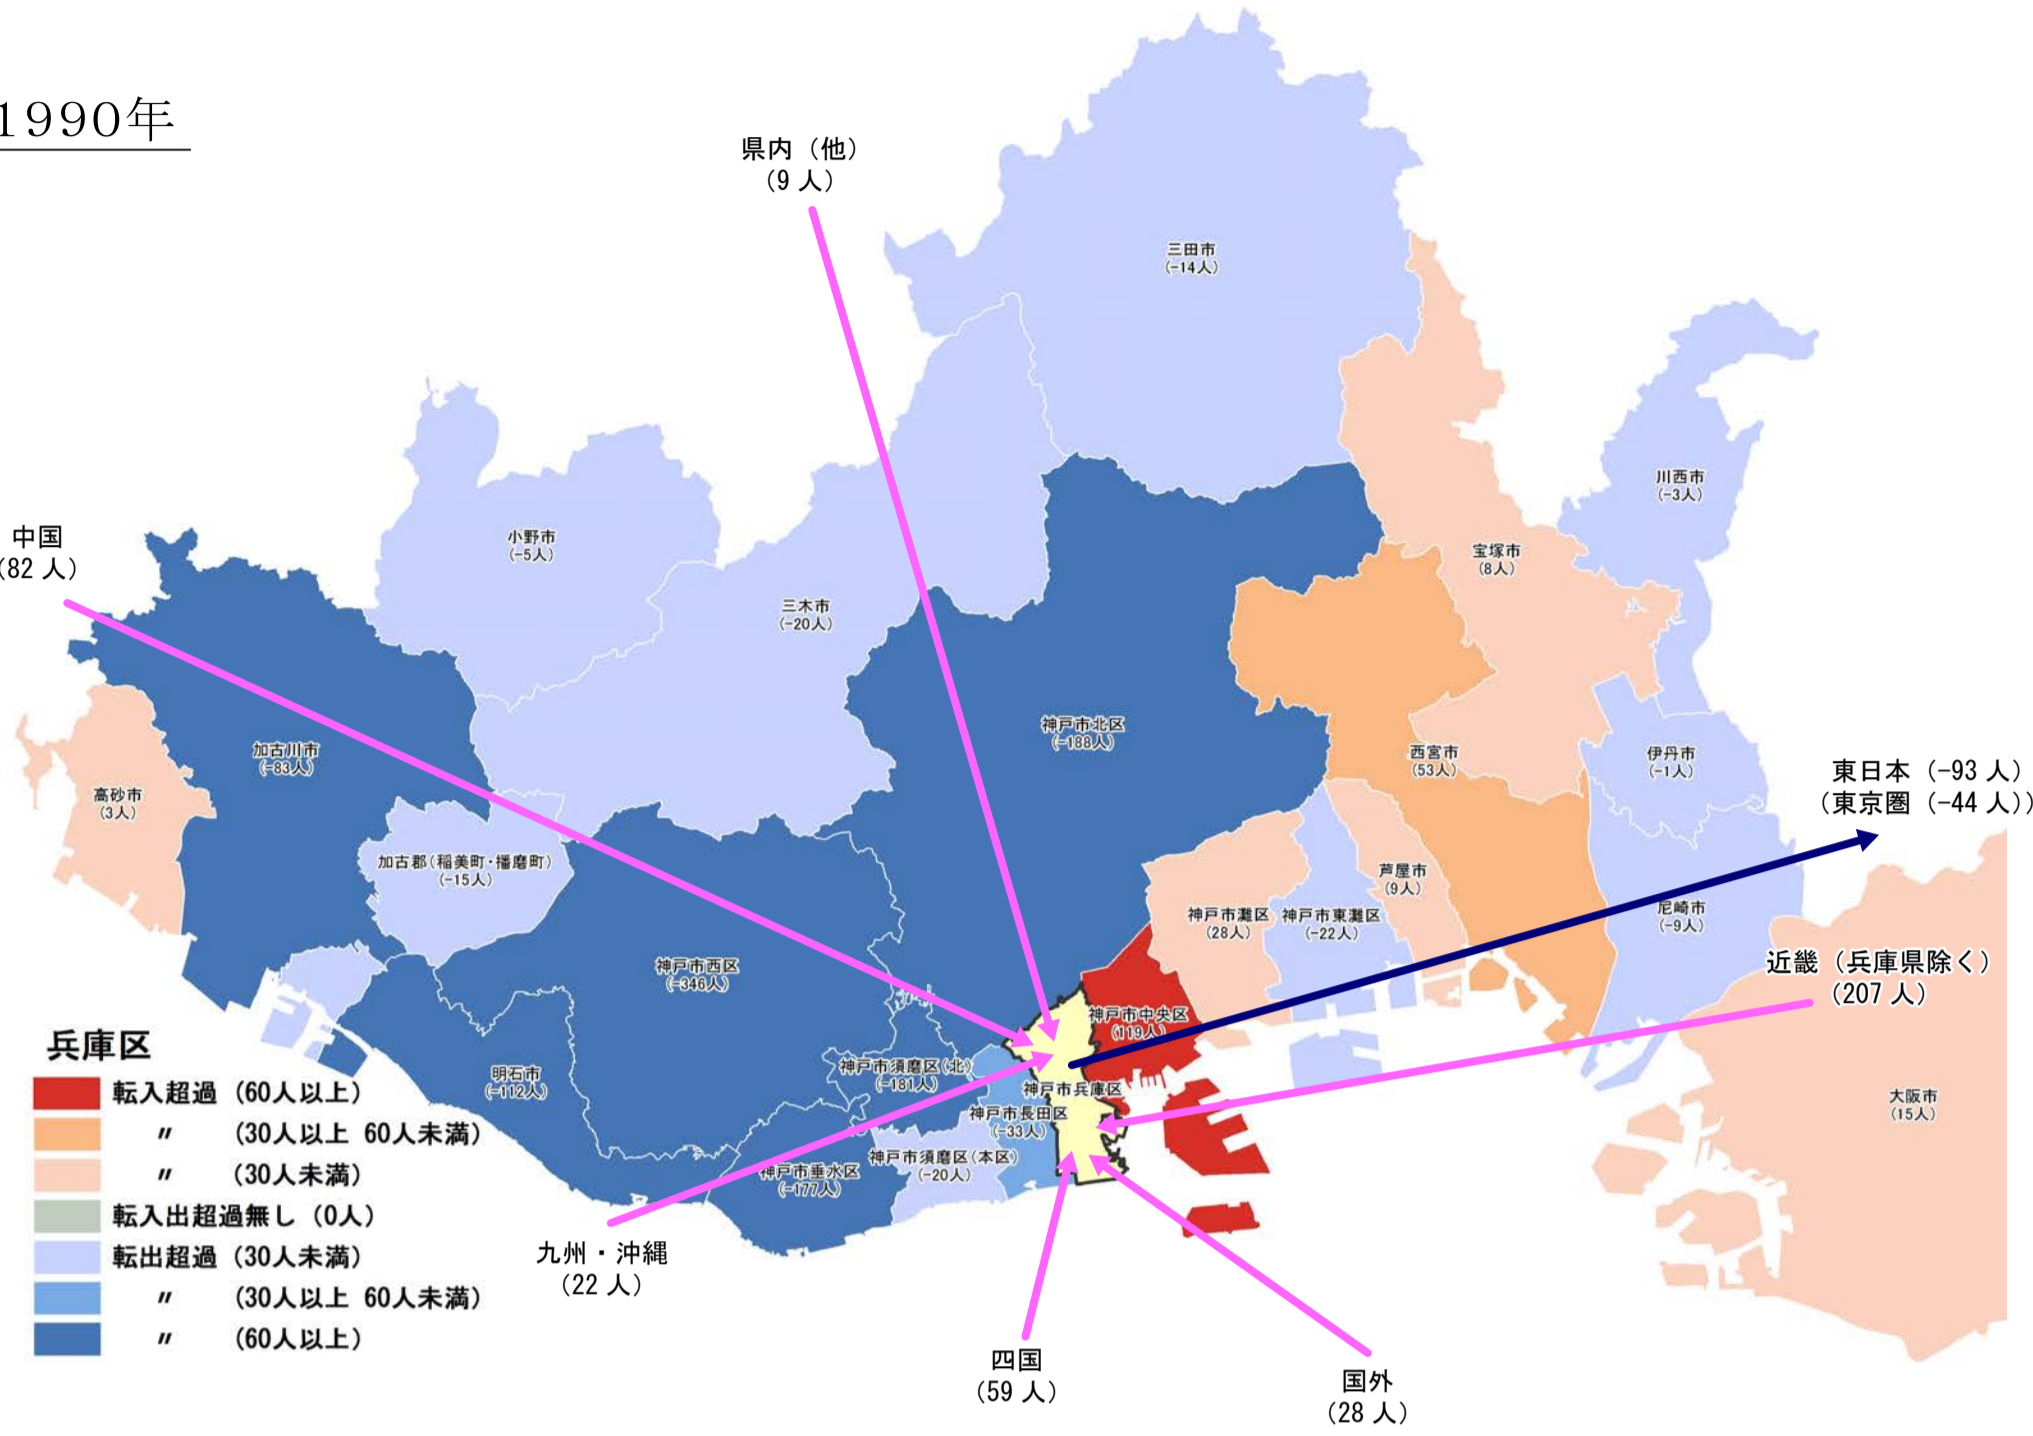 1990年
県内（他）
（9 人）
三田市
（-14人）
川西市
（-3人）
中国
（82 人）
小野市
（-5人）
宝塚市
（8人）
三木市
（-20人）
神戸市北区
（-188人）
加古川市
（-83人）
西宮市
（53人）
伊丹市
（-1人）
高砂市
（3人）
東日本（-93 人）
（東京圏（-44 人））
加古郡（稲美町・播磨町）
（-15人）
芦屋市
（9人）
神戸市灘区
（28人）
神戸市東灘区
（-22人）
尼崎市
（-9人）
神戸市西区
（-346人）
近畿（兵庫県除く）
（207 人）
神戸市中央区
（119人）
明石市
（-112人）
神戸市須磨区（北）
（-181人）
神戸市兵庫区
神戸市長田区
（-33人）
大阪市
（15人）
神戸市須磨区（本区）
（-20人）
神戸市垂水区
（-177人）
兵庫区
転入超過（60人以上）
〃 （30人以上 60人未満）
〃 （30人未満）
転入出超過無し（0人）
転出超過（30人未満）
〃 （30人以上 60人未満）
〃 （60人以上）
九州・沖縄
（22 人）
四国
（59 人）
国外
（28 人）